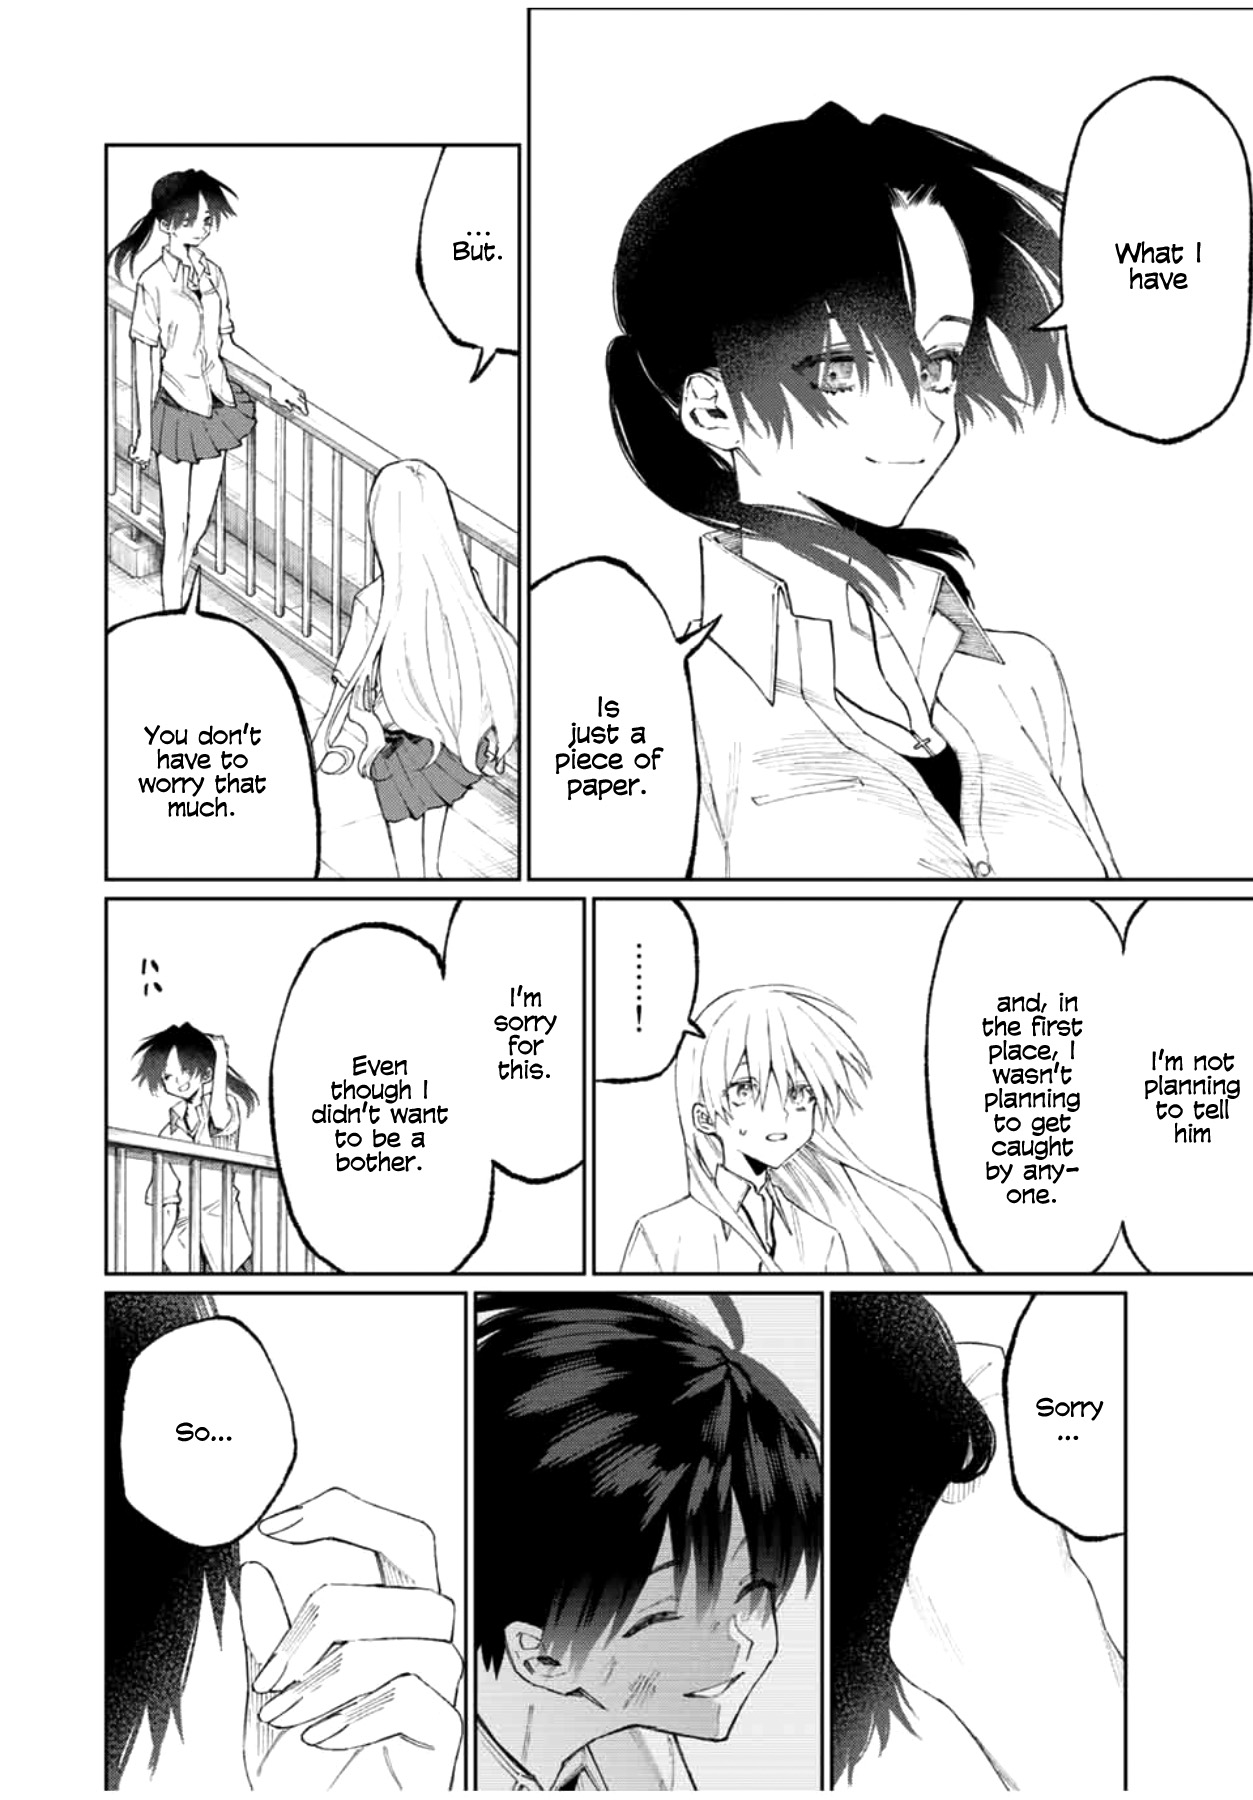 What I
have
Is
just a
piece of
paper.
...
But.
You don't
have to
worry that
much.
I'm not
planning
to tell
him
and, in
the first
place, I
wasn't
planning
to get
caught
by any-
one.
.......!
I'm
sorry
for
this.
Even
though I
didn't want
to be a
bother.
Sorry
...
So...